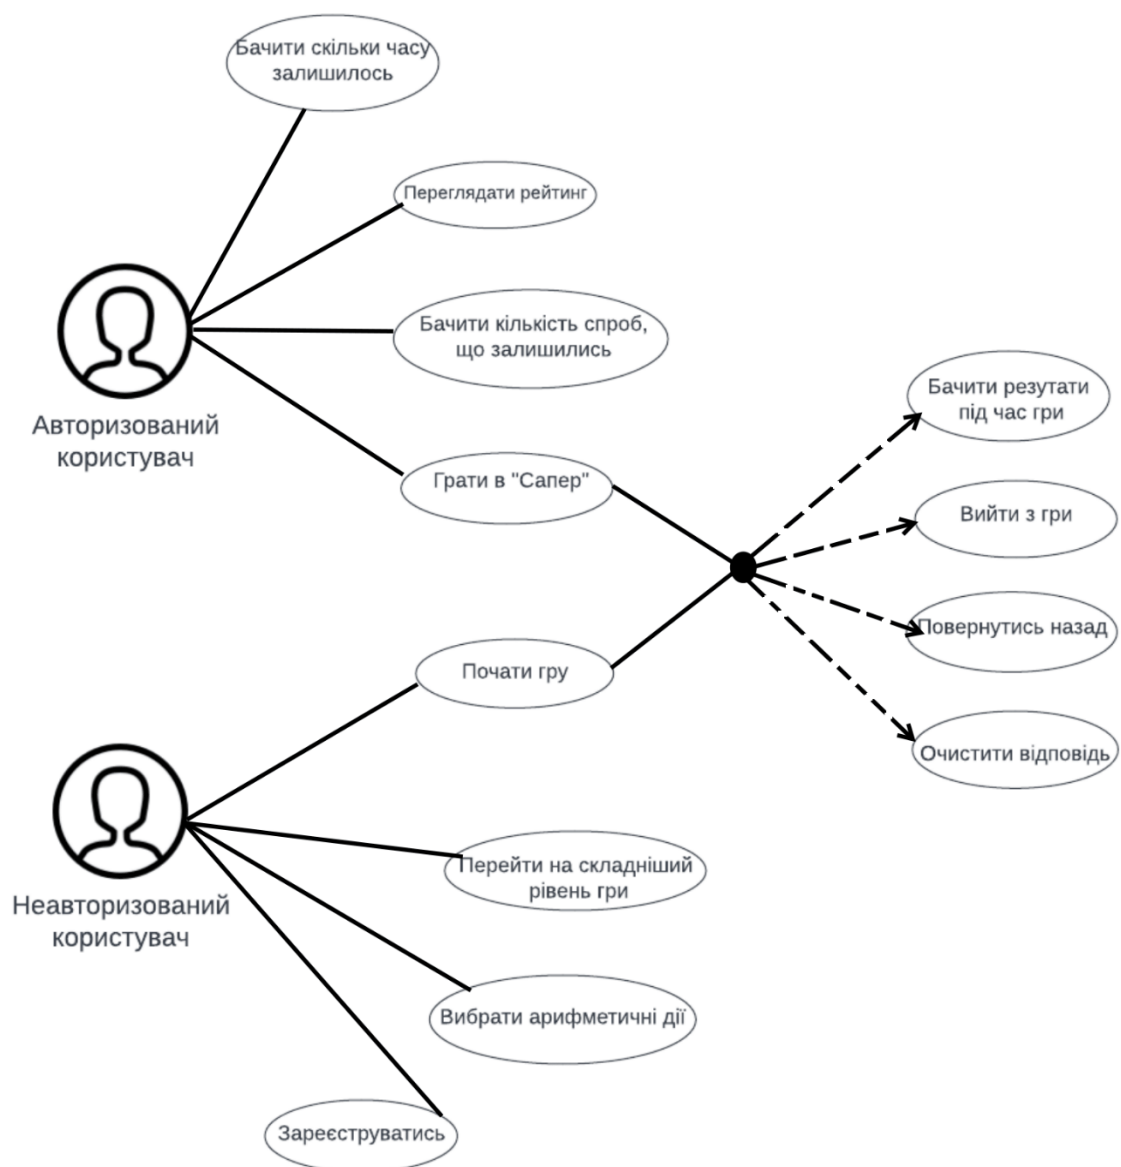 Бачити скільки часу
залишилось
Переглядати рейтинг
Бачити кількість спроб,
що залишились
Авторизований
користувач
Грати в "Сапер"
Бачити резутати
під час гри
Вийти з гри
Повернутись назад
Очистити відповідь
Почати гру
Неавторизований
користувач
Перейти на складніший
рівень гри
Вибрати арифметичні дії
Зареєструватись